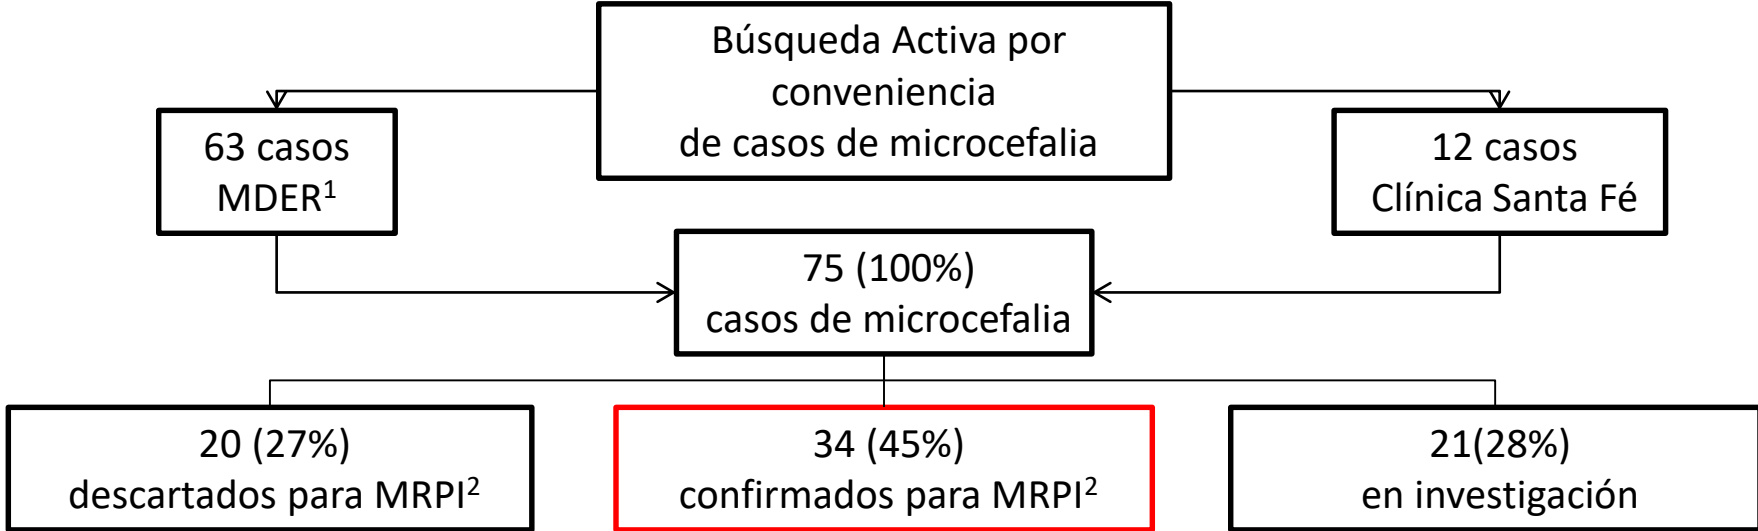 Búsqueda Activa por
conveniencia
de casos de microcefalia
63 casos
MDER¹
12 casos
Clínica Santa Fé
75 (100%)
casos de microcefalia
20 (27%)
descartados para MRPI²
34 (45%)
confirmados para MRPI²
21(28%)
en investigación